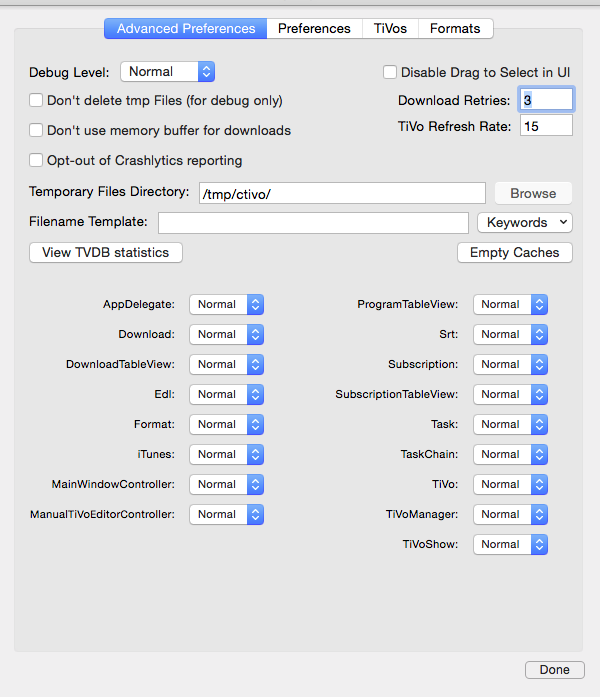 Advanced Preferences Preferences TiVos Formats
Debug Level: Normal Disable Drag to Select in UI
Don't delete tmp Files (for debug only) Download Retries: 3
Don't use memory buffer for downloads TiVo Refresh Rate: 15
Opt-out of Crashlytics reporting
Temporary Files Directory: /tmp/ctivo/ Browse
Filename Template: Keywords
View TVDB statistics Empty Caches
AppDelegate: Normal ProgramTableView: Normal
Download: Normal Srt: Normal
DownloadTableView: Normal Subscription: Normal
Edl: Normal SubscriptionTableView: Normal
Format: Normal Task: Normal
iTunes: Normal TaskChain: Normal
MainWindowController: Normal TiVo: Normal
ManualTiVoEditorController: Normal TiVoManager: Normal
TiVoShow: Normal
Done